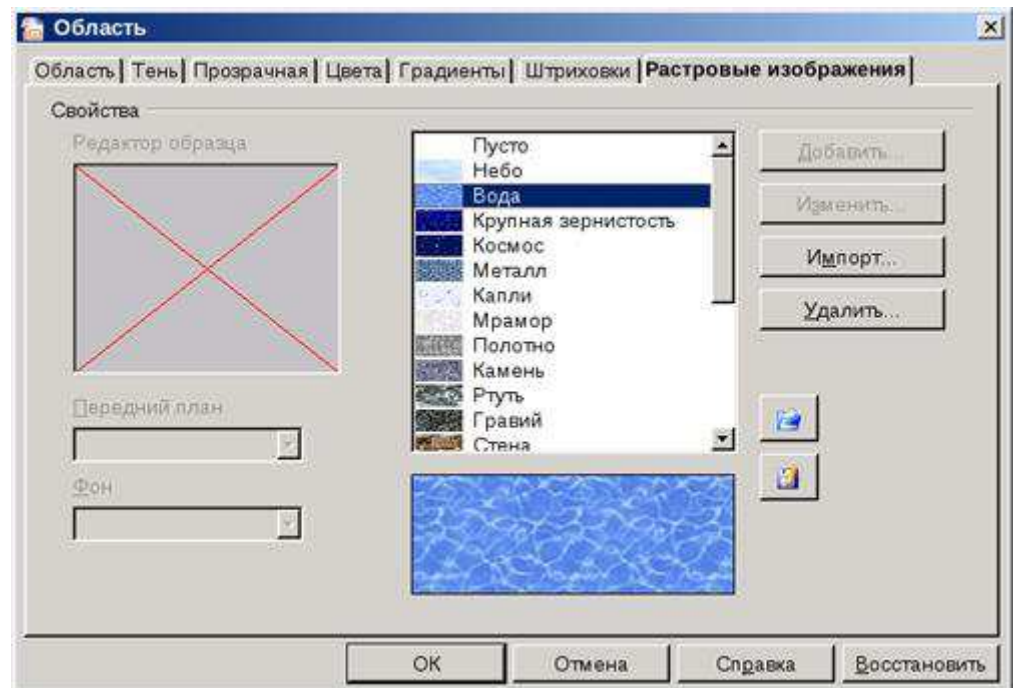 Область
Область Тень Прозрачная Цвета Градиенты Штриховки Растровые изображения
Свойства
Редактор образца
Передний план
Фон
Пусто
Небо
Вода
Крупная зернистость
Космос
Металл
Капли
Мрамор
Полотно
Камень
Ртуть
Гравий
Стена
Добавить...
Изменить...
Импорт...
Удалить...
ОК Отмена Справка Восстановить